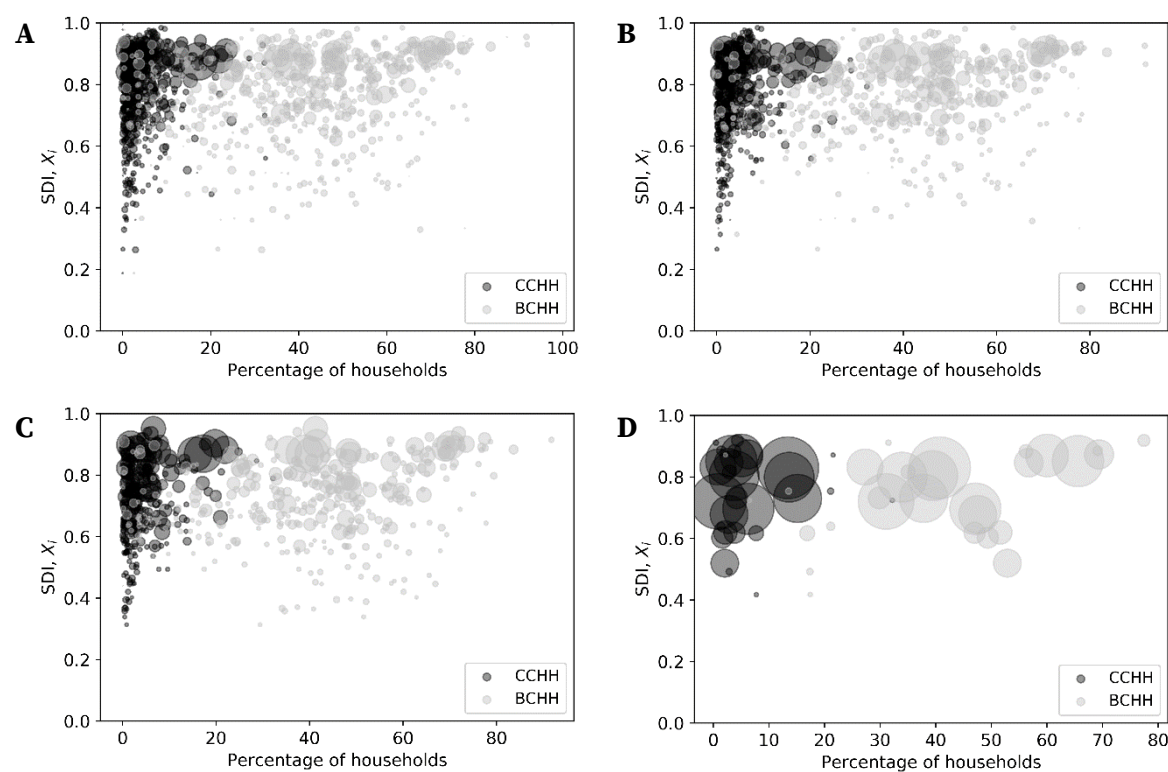 A
1.0
0.8
0.6
0.4
0.2
0.0
SDI, Xi
0 20 40 60 80 100
Percentage of households
CCHH
BCHH
B
1.0
0.8
0.6
0.4
0.2
0.0
SDI, Xi
0 20 40 60 80
Percentage of households
CCHH
BCHH
C
1.0
0.8
0.6
0.4
0.2
0.0
SDI, Xi
0 20 40 60 80
Percentage of households
CCHH
BCHH
D
1.0
0.8
0.6
0.4
0.2
0.0
SDI, Xi
0 10 20 30 40 50 60 70 80
Percentage of households
CCHH
BCHH